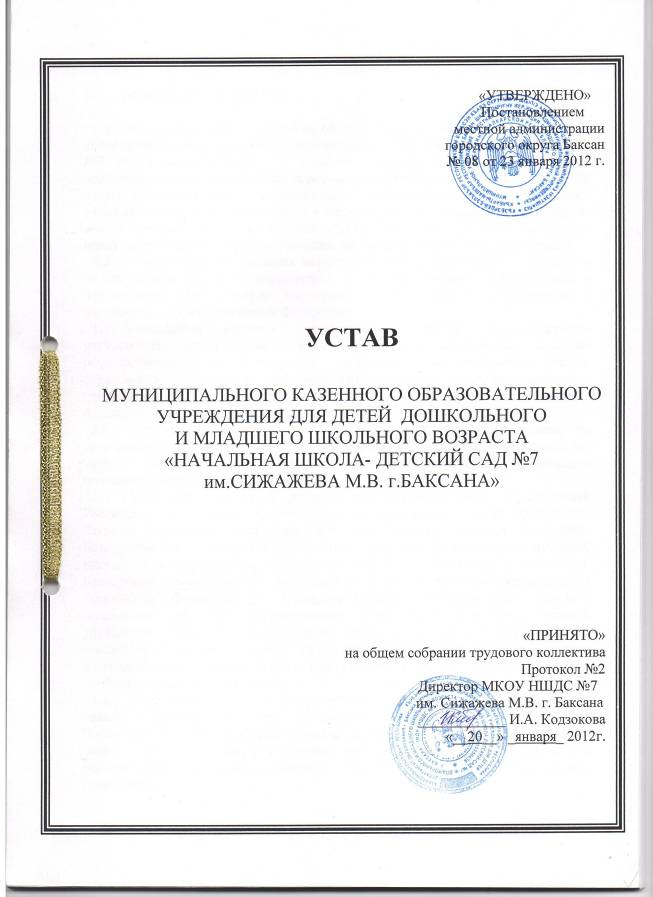 «УТВЕРЖДЕНО»
Постановлением
местной администрации
городского округа Баксан
№ 08 от 23 января 2012 г.
УСТАВ
МУНИЦИПАЛЬНОГО КАЗЕННОГО ОБРАЗОВАТЕЛЬНОГО
УЧРЕЖДЕНИЯ ДЛЯ ДЕТЕЙ ДОШКОЛЬНОГО
И МЛАДШЕГО ШКОЛЬНОГО ВОЗРАСТА
«НАЧАЛЬНАЯ ШКОЛА- ДЕТСКИЙ САД №7
им.СИЖАЖЕВА М.В. г.БАКСАНА»
«ПРИНЯТО»
на общем собрании трудового коллектива
Протокол №2
Директор МКОУ НШДС №7
им. Сижажева М.В. г. Баксана
И.А. Кодзокова
« 20 » января 2012г.